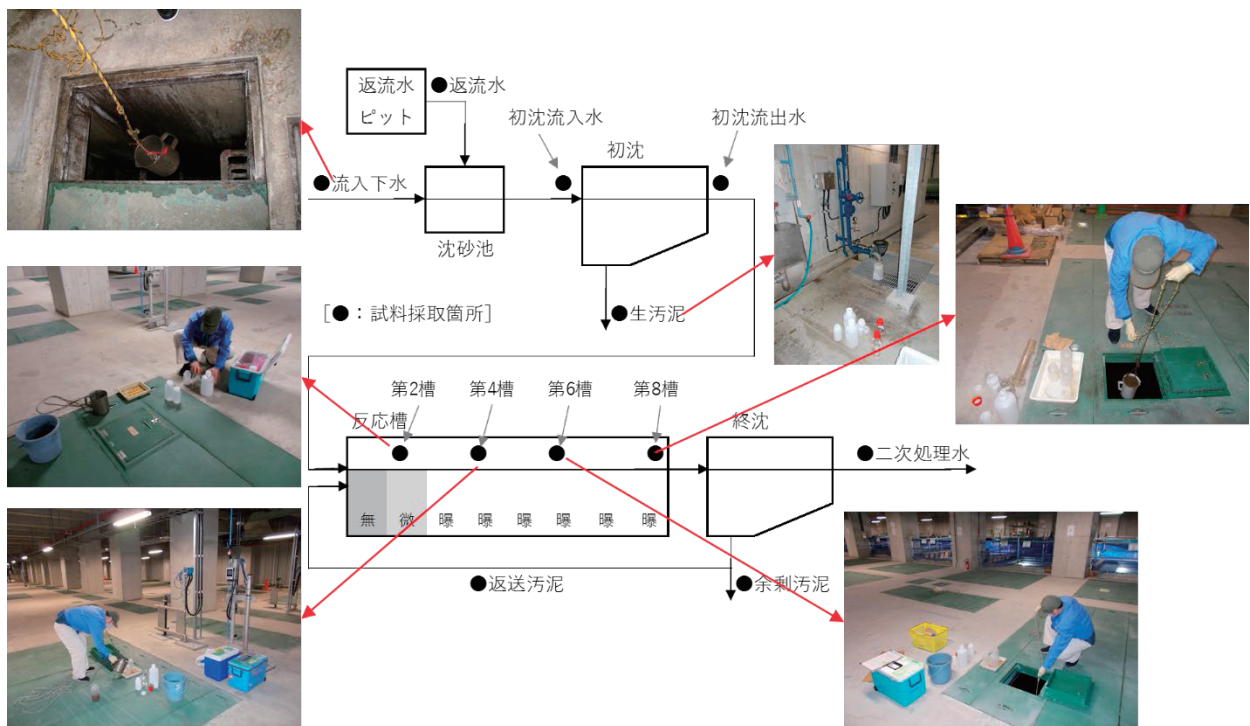 返流水
ピット
●返流水
初沈流入水
初沈流出水
初沈
●流入下水
沈砂池
[●：試料採取箇所]
●生汚泥
第2槽
第4槽
第6槽
第8槽
反応槽
終沈
●二次処理水
無
微
曝
曝
曝
曝
曝
曝
●返送汚泥
●余剰汚泥